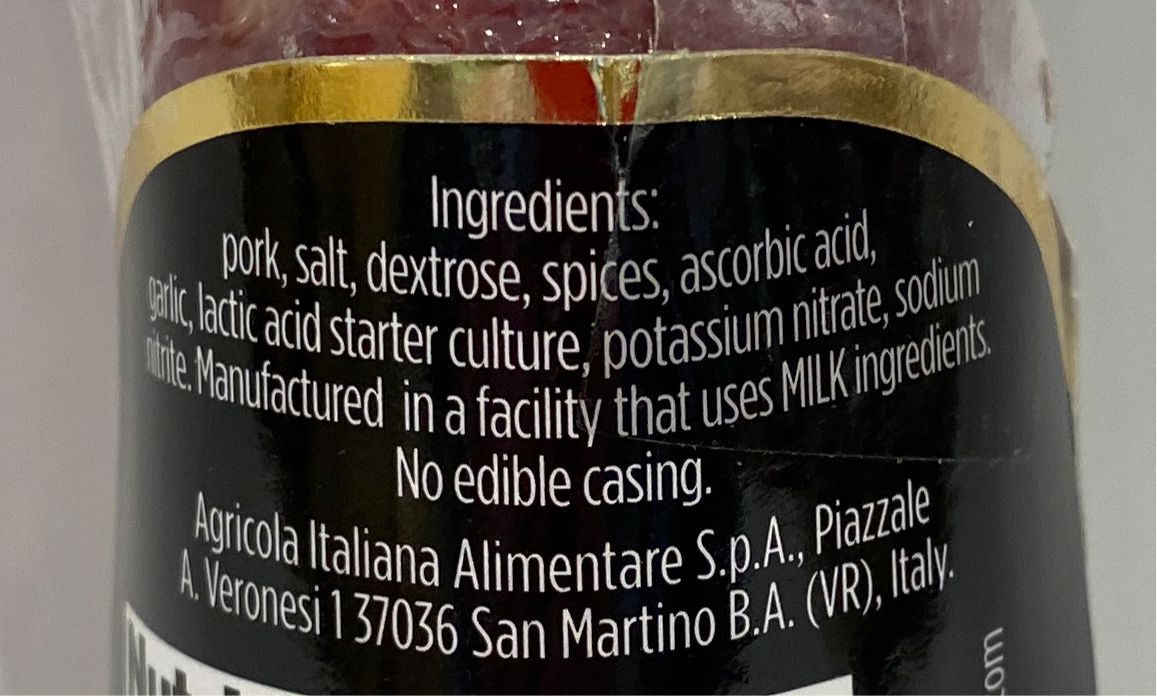 Ingredients:
pork, salt, dextrose, spices, ascorbic acid,
garlic, lactic acid starter culture, potassium nitrate, sodium
nitrite. Manufactured in a facility that uses MILK ingredients.
No edible casing.
Agricola Italiana Alimentare S.p.A., Piazzale
A. Veronesi 1 37036 San Martino B.A. (VR), Italy.